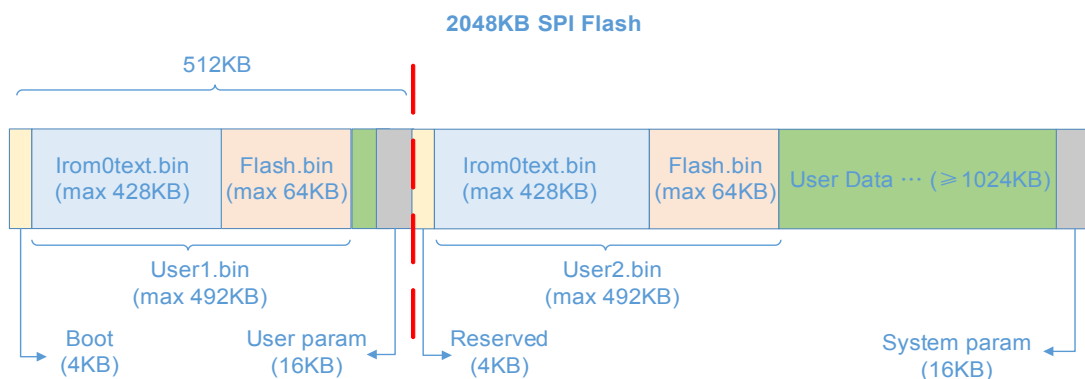 2048KB SPI Flash
512KB
Irom0text.bin
(max 428KB)
Flash.bin
(max 64KB)
Irom0text.bin
(max 428KB)
Flash.bin
(max 64KB)
User Data ··· (≥1024KB)
User1.bin
(max 492KB)
User2.bin
(max 492KB)
Boot
(4KB)
User param
(16KB)
Reserved
(4KB)
System param
(16KB)